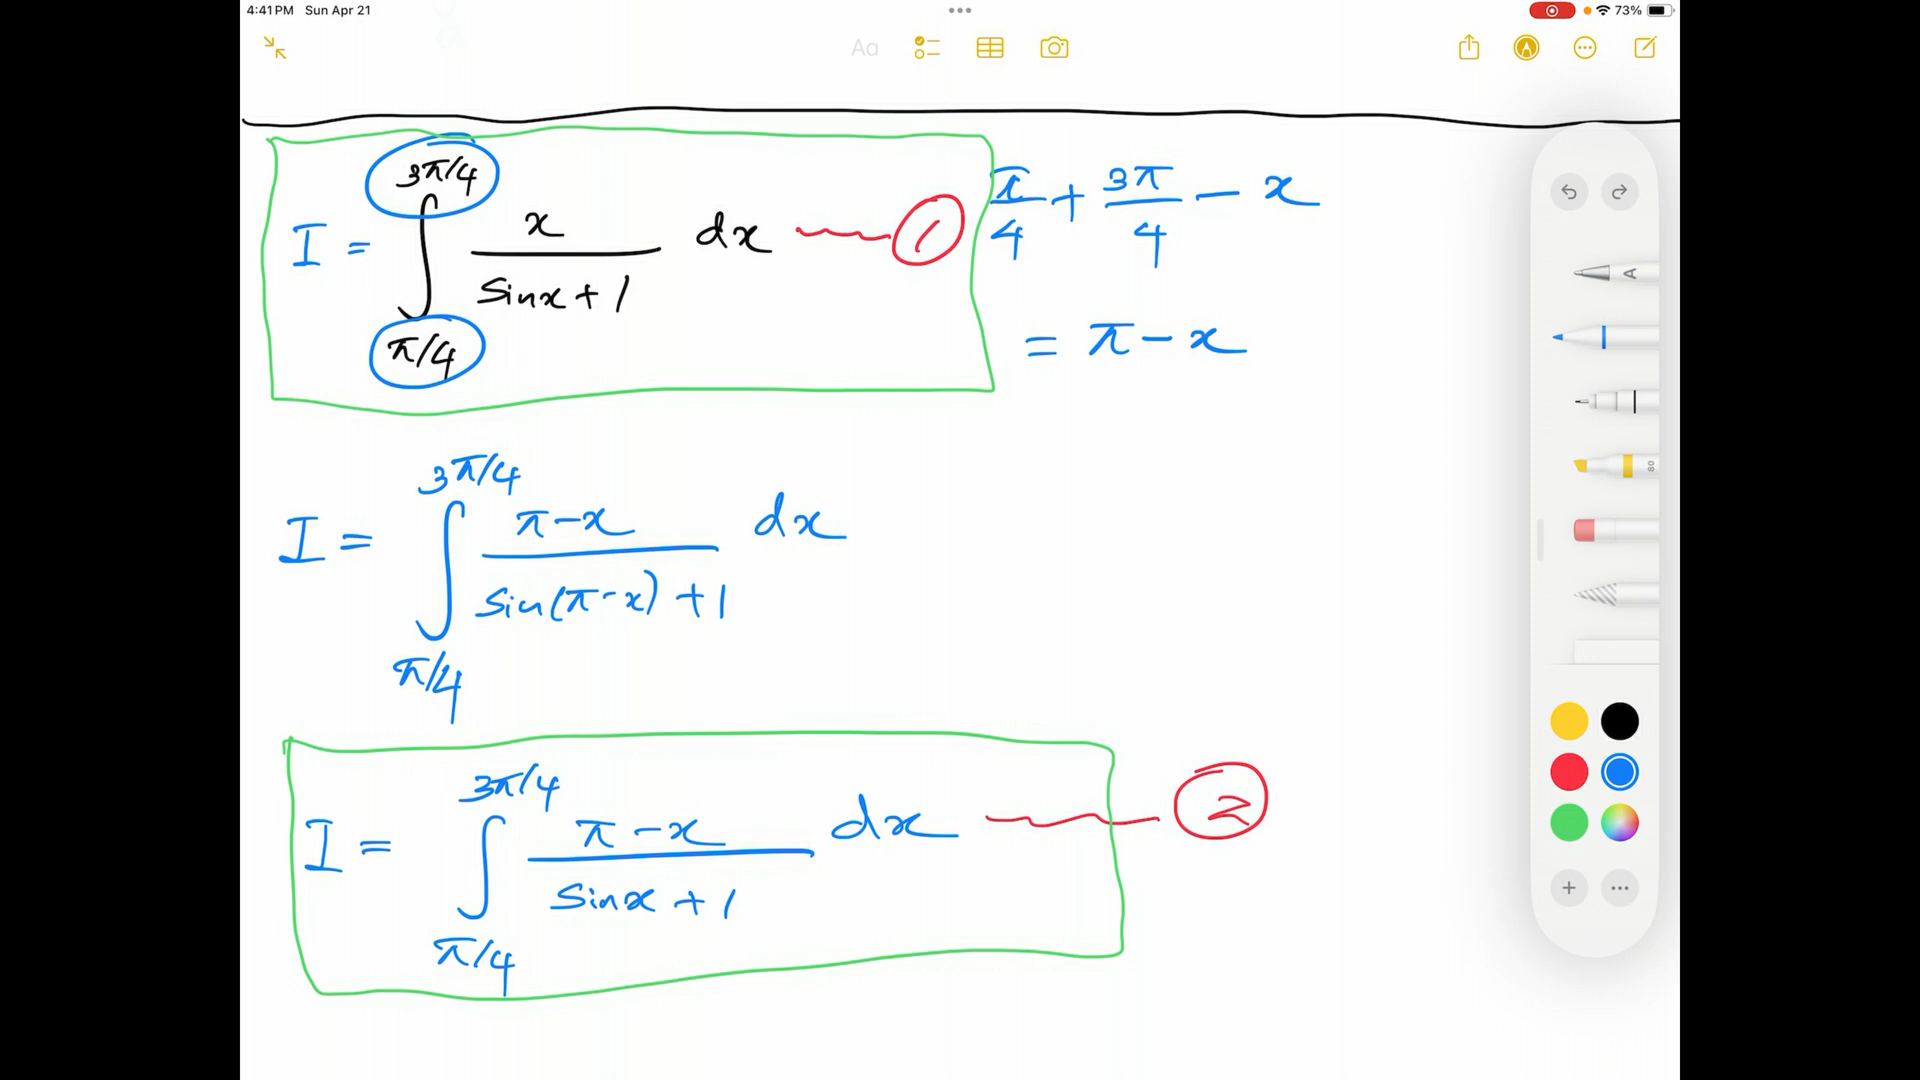 4:41 PM Sun Apr 21
73%
Aa
I = ∫_{π/4}^{3π/4} x/(sinx + 1) dx —— ①
π/4 + 3π/4 − x
= π − x
I = ∫_{π/4}^{3π/4} (π−x)/(sin(π−x) + 1) dx
I = ∫_{π/4}^{3π/4} (π−x)/(sinx + 1) dx —— ②
A
80